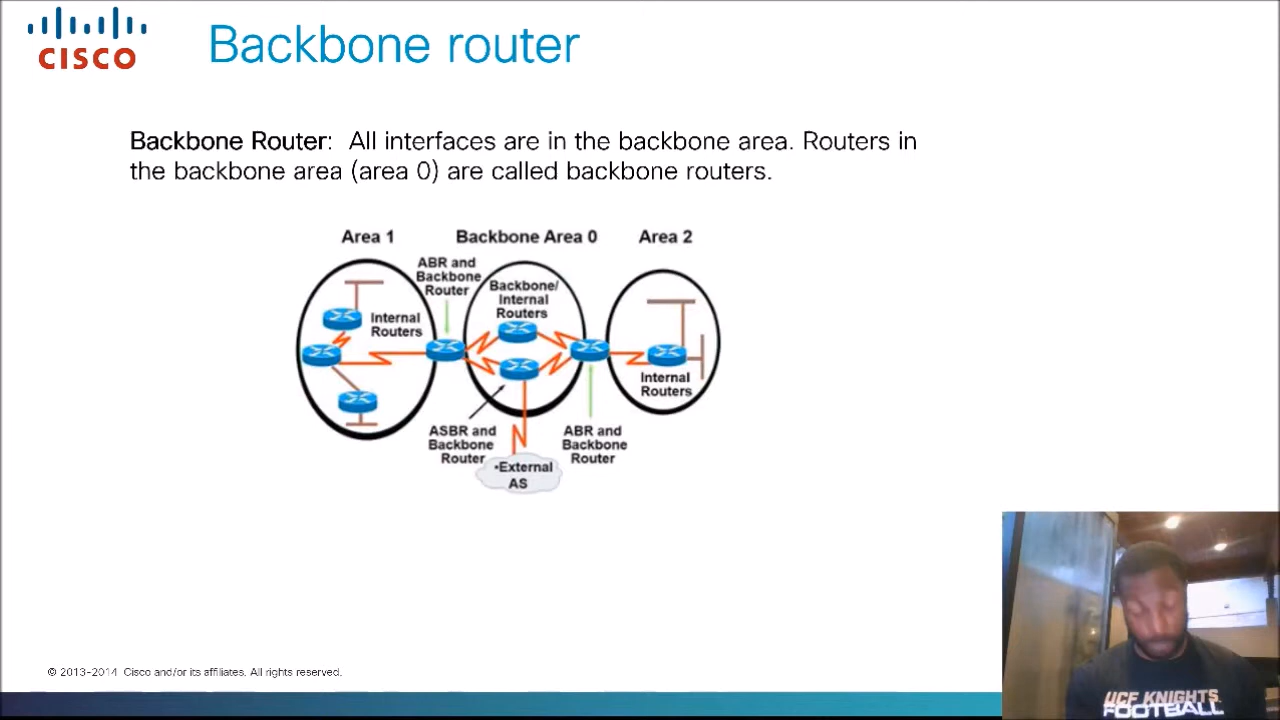 CISCO
Backbone router
Backbone Router: All interfaces are in the backbone area. Routers in
the backbone area (area 0) are called backbone routers.
Area 1
Backbone Area 0
Area 2
ABR and
Backbone
Router
Backbone/
Internal
Routers
Internal
Routers
Internal
Routers
ASBR and
Backbone
Router
ABR and
Backbone
Router
•External
AS
© 2013-2014 Cisco and/or its affiliates. All rights reserved.
UCF KNIGHTS
FOOTBALL